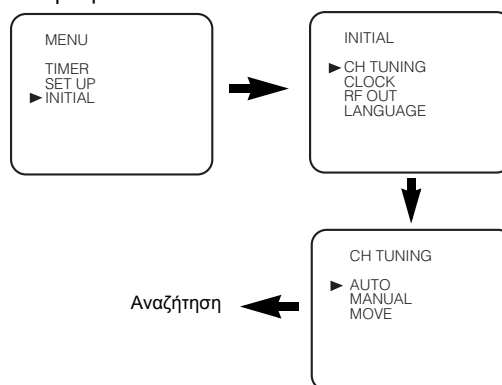 MENU
TIMER
SET UP
►INITIAL
INITIAL
►CH TUNING
CLOCK
RF OUT
LANGUAGE
CH TUNING
► AUTO
MANUAL
MOVE
Αναζήτηση